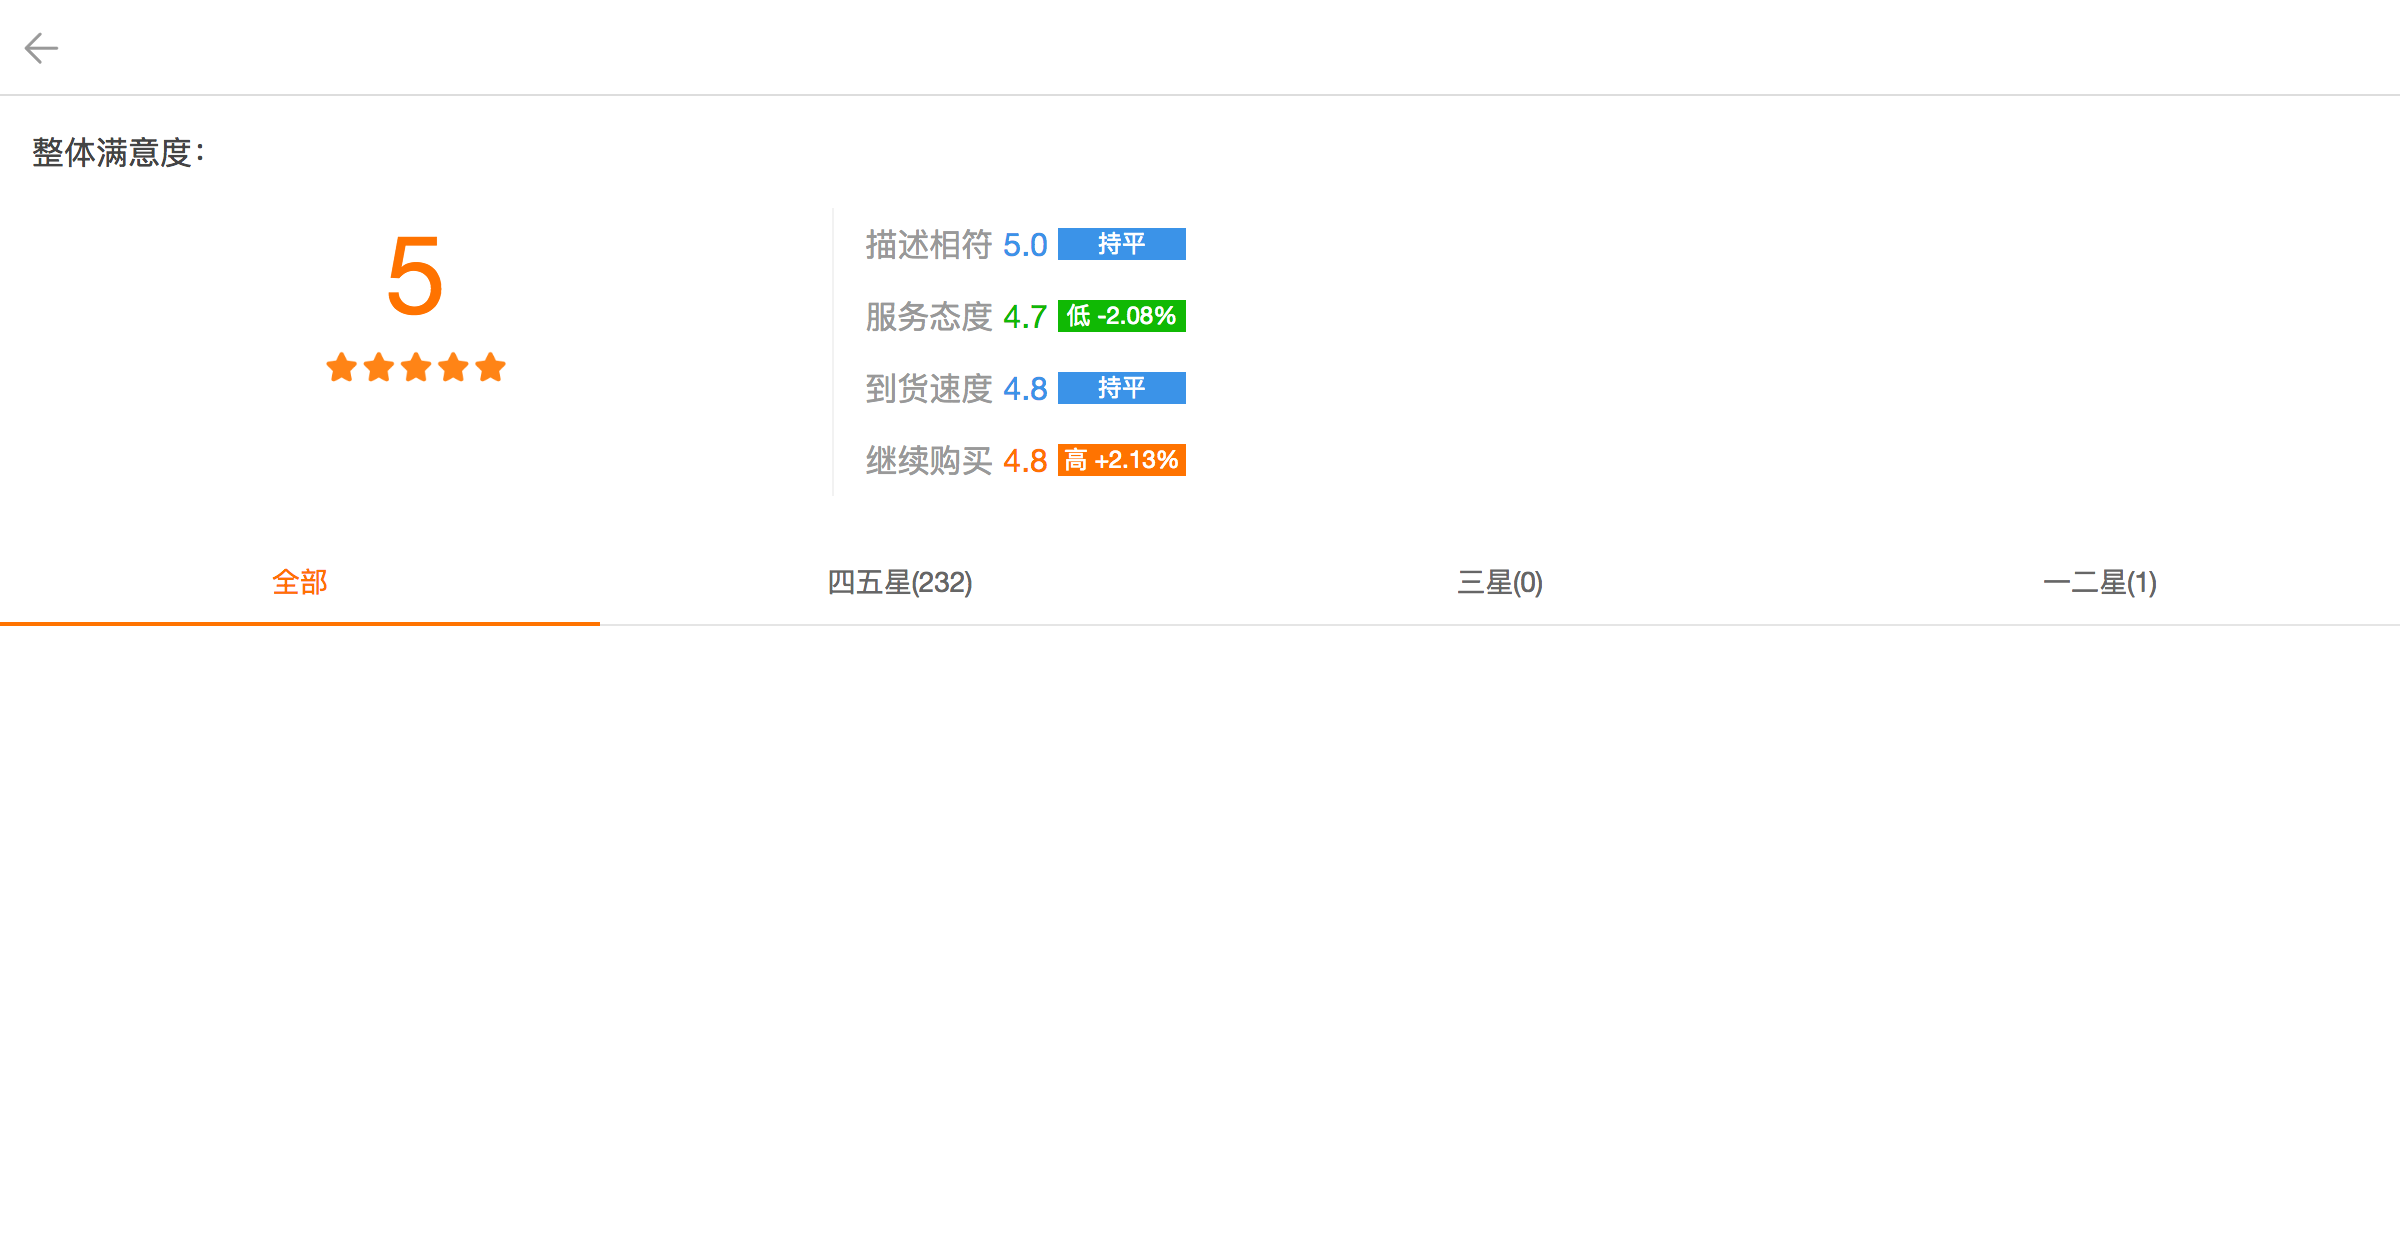 整体满意度：
5
描述相符 5.0 持平
服务态度 4.7 低 -2.08%
到货速度 4.8 持平
继续购买 4.8 高 +2.13%
全部 四五星(232) 三星(0) 一二星(1)